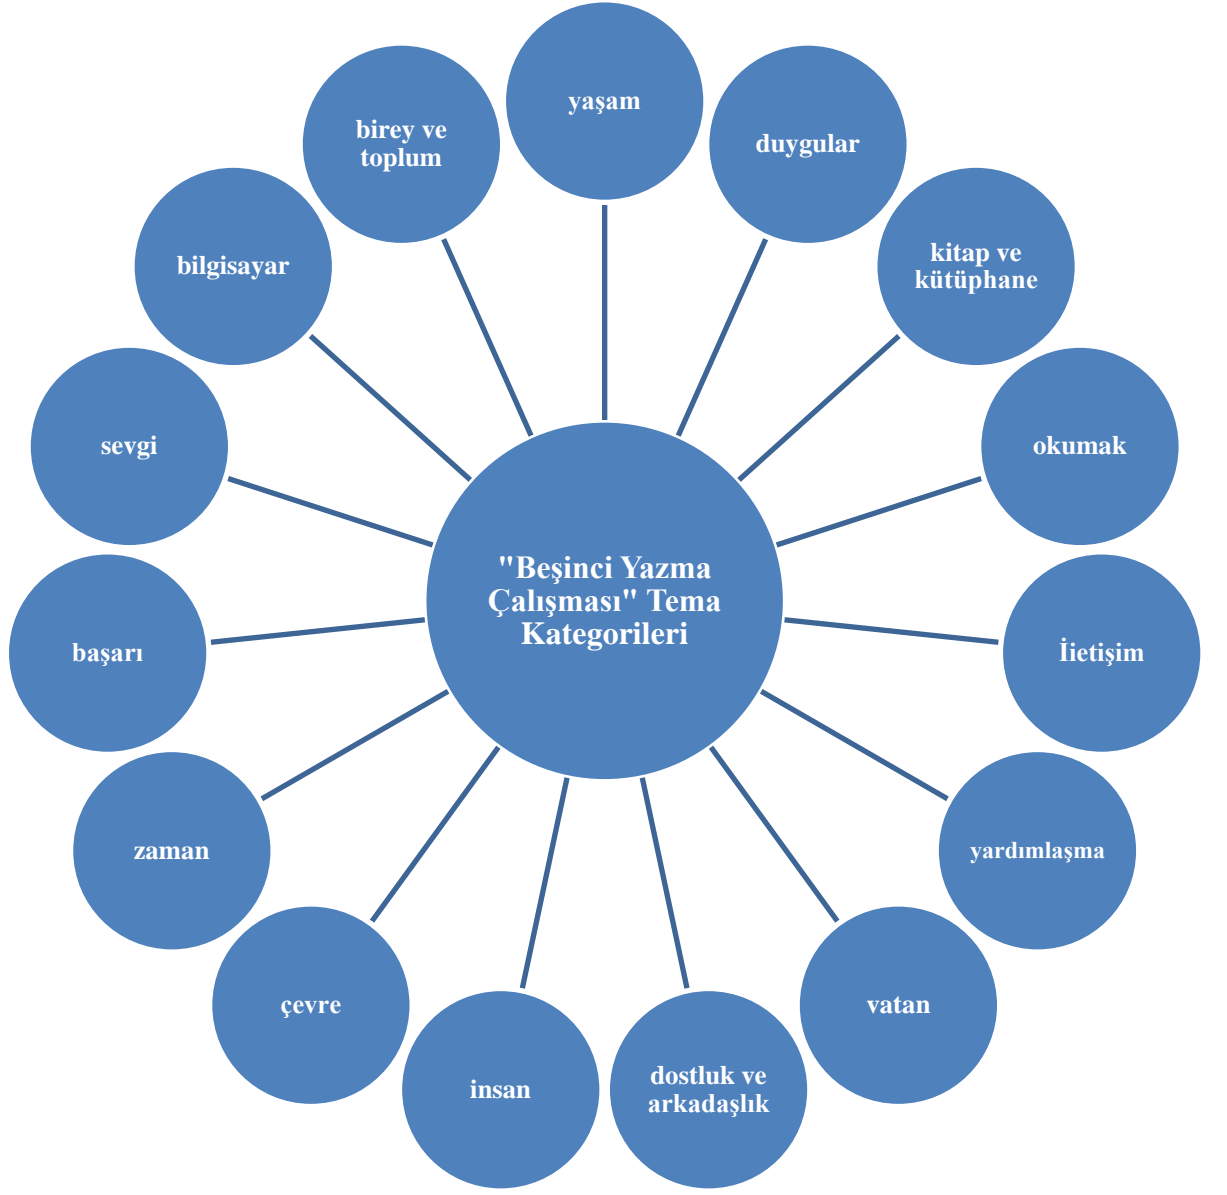 yaşam
duygular
kitap ve
kütüphane
okumak
İietişim
yardımlaşma
vatan
dostluk ve
arkadaşlık
insan
çevre
zaman
başarı
sevgi
bilgisayar
birey ve
toplum
"Beşinci Yazma
Çalışması" Tema
Kategorileri